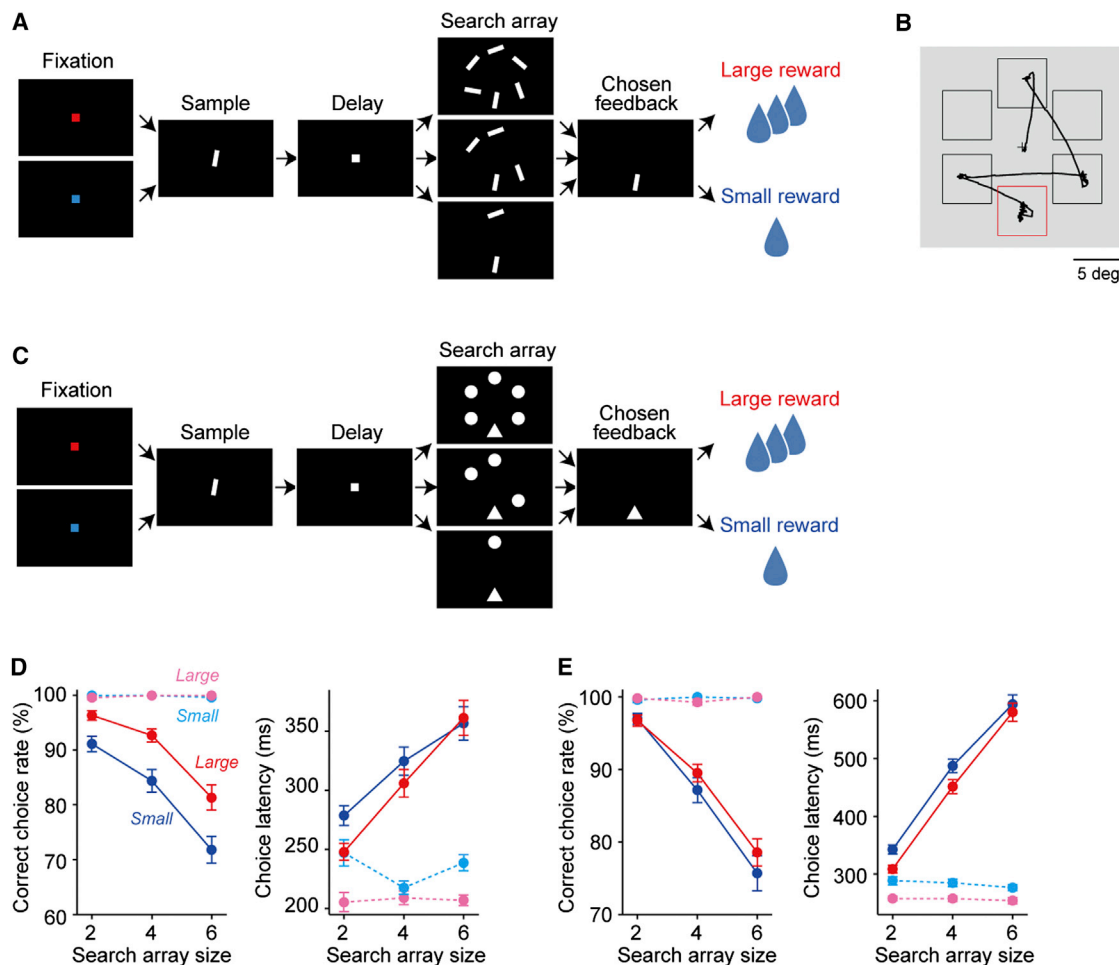 A
Fixation
Sample
Delay
Search array
Chosen
feedback
Large reward
Small reward
B
5 deg
C
Fixation
Sample
Delay
Search array
Chosen
feedback
Large reward
Small reward
D
Correct choice rate (%)
100
90
80
70
60
Large
Small
Large
Small
2 4 6
Search array size
Choice latency (ms)
350
300
250
200
2 4 6
Search array size
E
Correct choice rate (%)
100
90
80
70
2 4 6
Search array size
Choice latency (ms)
600
500
400
300
2 4 6
Search array size